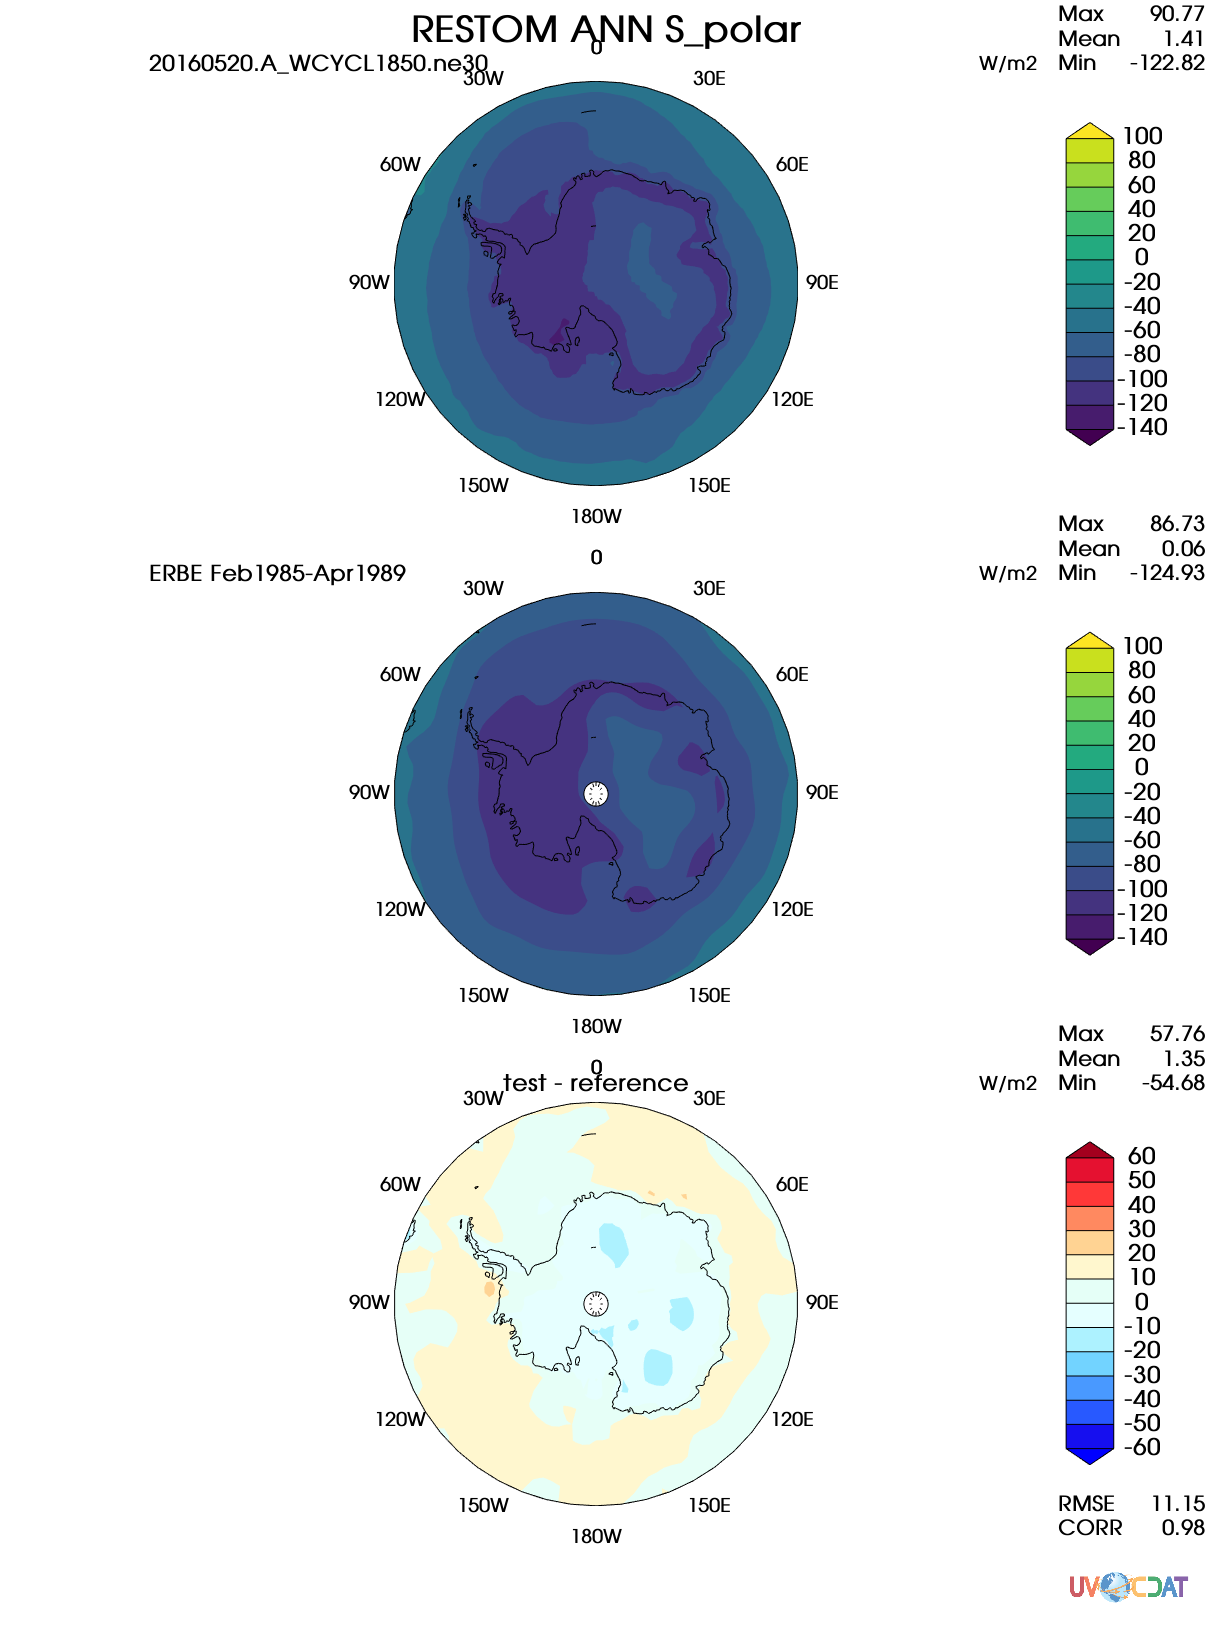 RESTOM ANN S_polar
20160520.A_WCYCL1850.ne30
W/m2
Max 90.77
Mean 1.41
Min -122.82
0
30W
30E
60W
60E
90W
90E
120W
120E
150W
150E
180W
100
80
60
40
20
0
-20
-40
-60
-80
-100
-120
-140
ERBE Feb1985-Apr1989
W/m2
Max 86.73
Mean 0.06
Min -124.93
0
30W
30E
60W
60E
90W
90E
120W
120E
150W
150E
180W
100
80
60
40
20
0
-20
-40
-60
-80
-100
-120
-140
test - reference
W/m2
Max 57.76
Mean 1.35
Min -54.68
0
30W
30E
60W
60E
90W
90E
120W
120E
150W
150E
180W
60
50
40
30
20
10
0
-10
-20
-30
-40
-50
-60
RMSE 11.15
CORR 0.98
UVCDAT